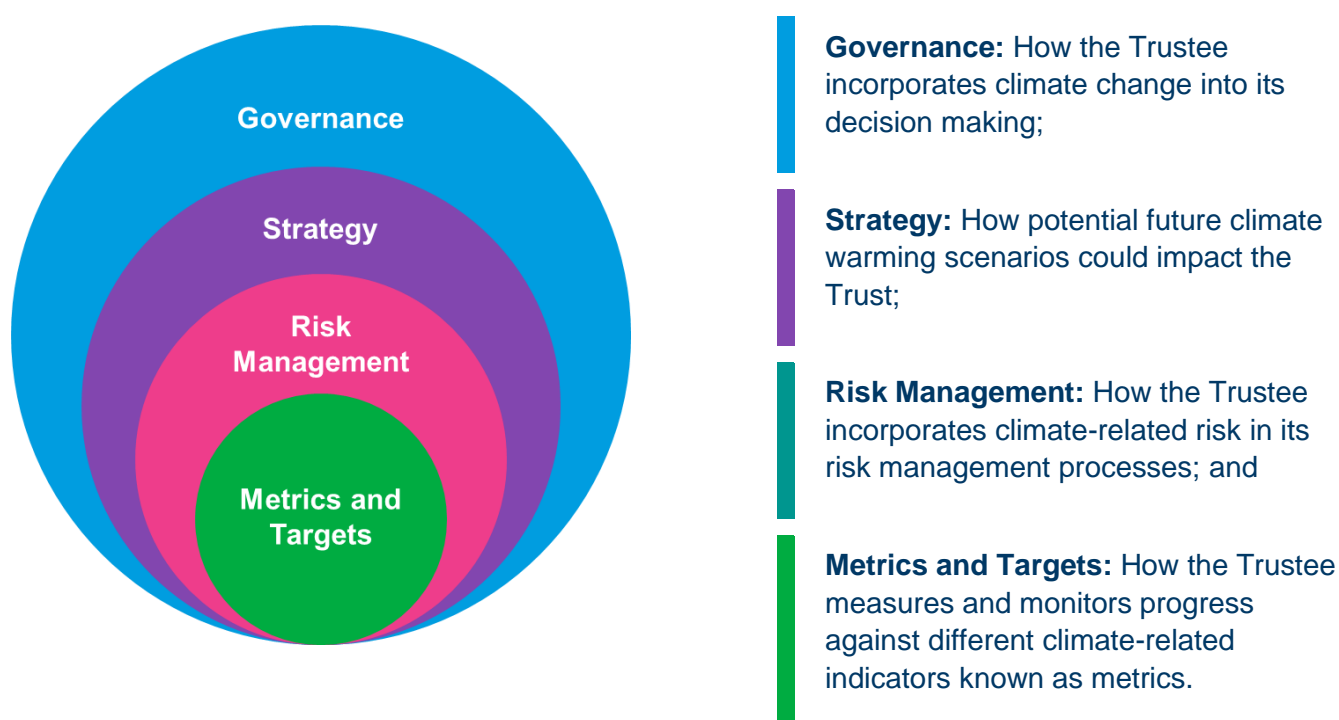 Governance
Strategy
Risk
Management
Metrics and
Targets
Governance: How the Trustee
incorporates climate change into its
decision making;
Strategy: How potential future climate
warming scenarios could impact the
Trust;
Risk Management: How the Trustee
incorporates climate-related risk in its
risk management processes; and
Metrics and Targets: How the Trustee
measures and monitors progress
against different climate-related
indicators known as metrics.